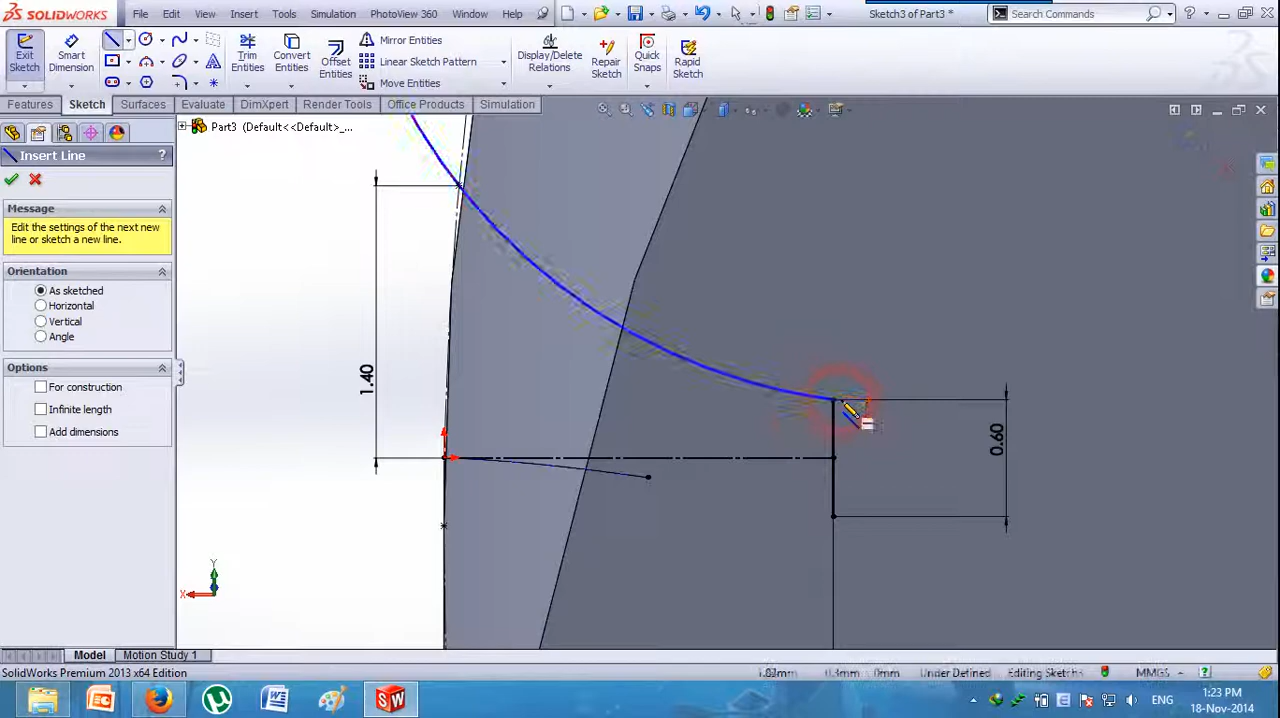 SOLIDWORKS File Edit View Insert Tools Simulation PhotoView 360 Window Help Sketch3 of Part3 * Search Commands
Exit Sketch
Smart Dimension
Trim Entities
Convert Entities
Offset Entities
Mirror Entities
Linear Sketch Pattern
Move Entities
Display/Delete Relations
Repair Sketch
Quick Snaps
Rapid Sketch
Features Sketch Surfaces Evaluate DimXpert Render Tools Office Products Simulation
Part3 (Default<<Default>_...
Insert Line ?
Message
Edit the settings of the next new
line or sketch a new line.
Orientation
As sketched
Horizontal
Vertical
Angle
Options
For construction
Infinite length
Add dimensions
1.40
0.60
Y
X
Model Motion Study 1
SolidWorks Premium 2013 x64 Edition 0mm Under Defined Editing Sketch3 MMGS
ENG
1:23 PM
18-Nov-2014